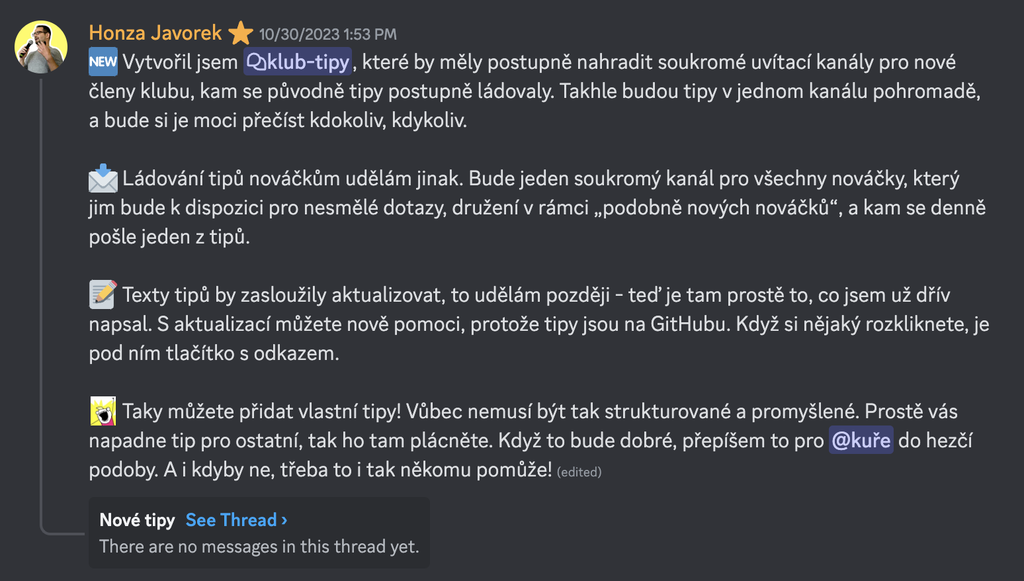 Honza Javorek 10/30/2023 1:53 PM
NEW Vytvořil jsem klub-tipy, které by měly postupně nahradit soukromé uvítací kanály pro nové
členy klubu, kam se původně tipy postupně ládovaly. Takhle budou tipy v jednom kanálu pohromadě,
a bude si je moci přečíst kdokoliv, kdykoliv.
Ládování tipů nováčkům udělám jinak. Bude jeden soukromý kanál pro všechny nováčky, který
jim bude k dispozici pro nesmělé dotazy, družení v rámci „podobně nových nováčků“, a kam se denně
pošle jeden z tipů.
Texty tipů by zasloužily aktualizovat, to udělám později - teď je tam prostě to, co jsem už dřív
napsal. S aktualizací můžete nově pomoci, protože tipy jsou na GitHubu. Když si nějaký rozkliknete, je
pod ním tlačítko s odkazem.
Taky můžete přidat vlastní tipy! Vůbec nemusí být tak strukturované a promyšlené. Prostě vás
napadne tip pro ostatní, tak ho tam plácněte. Když to bude dobré, přepíšem to pro @kuře do hezčí
podoby. A i kdyby ne, třeba to i tak někomu pomůže! (edited)
Nové tipy See Thread ›
There are no messages in this thread yet.